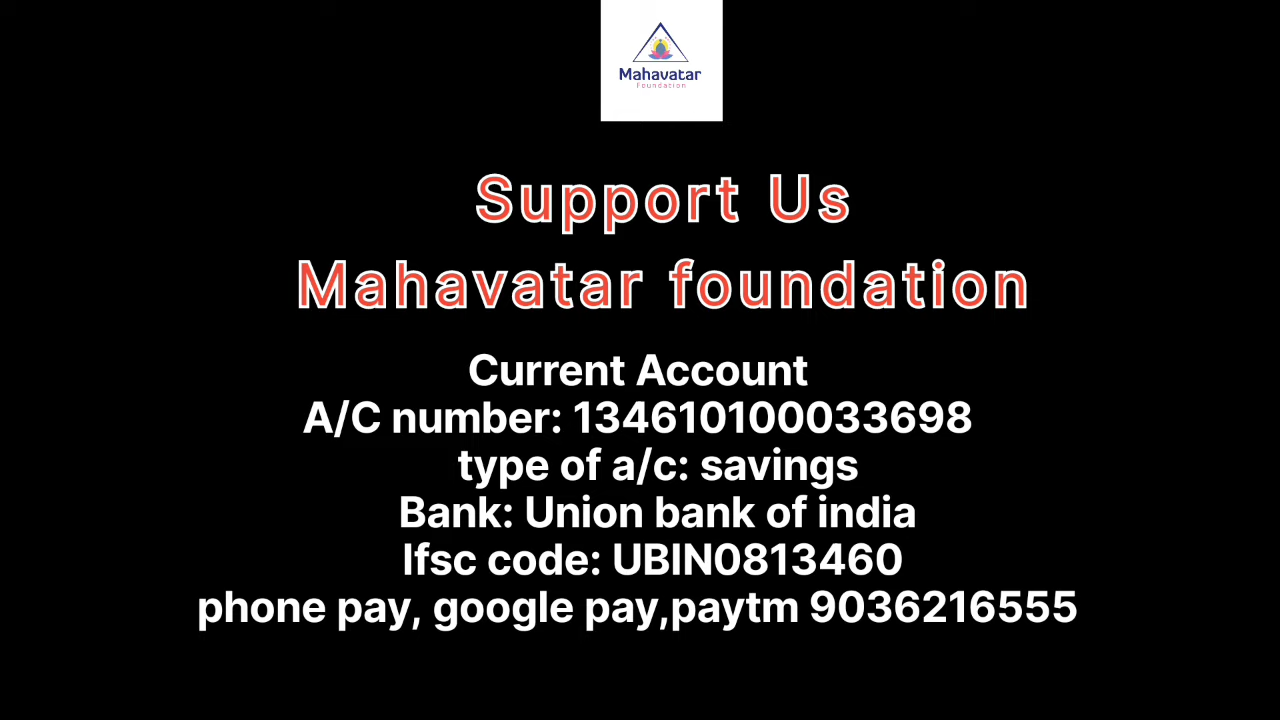 Mahavatar
Foundation
Support Us
Mahavatar foundation
Current Account
A/C number: 134610100033698
type of a/c: savings
Bank: Union bank of india
Ifsc code: UBIN0813460
phone pay, google pay,paytm 9036216555